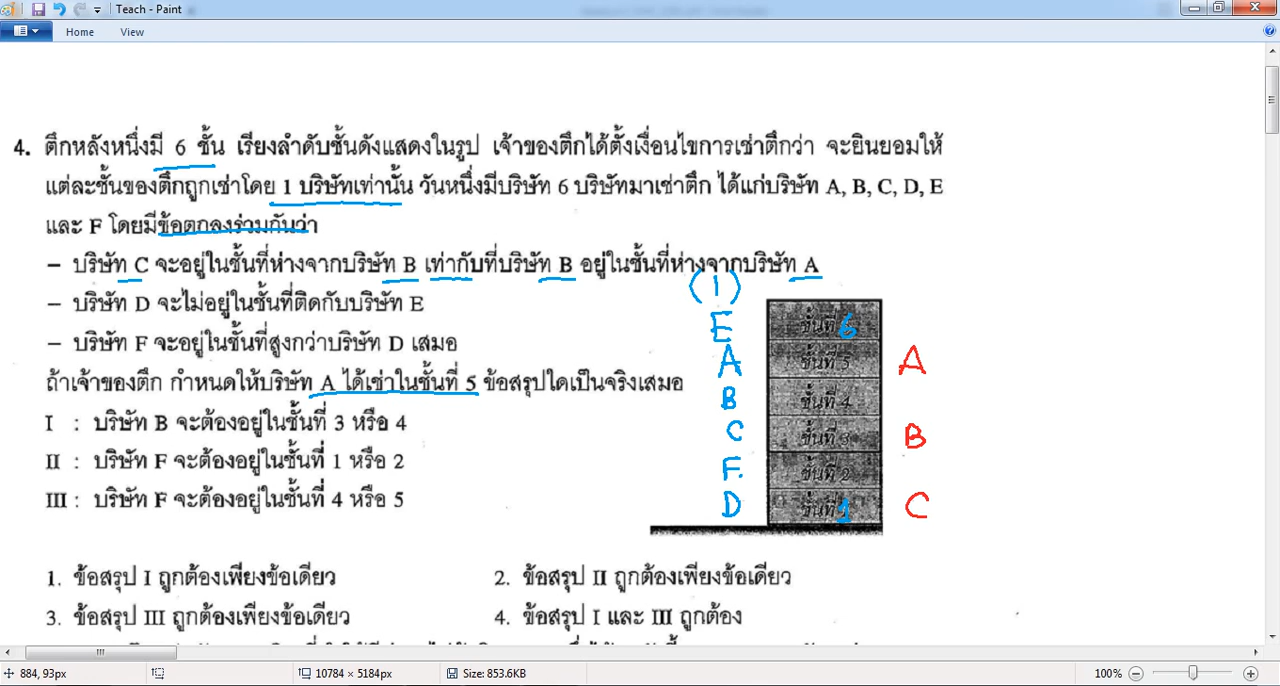 Teach - Paint
Home View
4. ตึกหลังหนึ่งมี 6 ชั้น เรียงลำดับชั้นดังแสดงในรูป เจ้าของตึกได้ตั้งเงื่อนไขการเช่าตึกว่า จะยินยอมให้
แต่ละชั้นของตึกถูกเช่าโดย 1 บริษัทเท่านั้น วันหนึ่งมีบริษัท 6 บริษัทมาเช่าตึก ได้แก่บริษัท A, B, C, D, E
และ F โดยมีข้อตกลงร่วมกันว่า
– บริษัท C จะอยู่ในชั้นที่ห่างจากบริษัท B เท่ากับที่บริษัท B อยู่ในชั้นที่ห่างจากบริษัท A
(1)
– บริษัท D จะไม่อยู่ในชั้นที่ติดกับบริษัท E
E ชั้นที่ 6
– บริษัท F จะอยู่ในชั้นที่สูงกว่าบริษัท D เสมอ
A ชั้นที่ 5 A
ถ้าเจ้าของตึก กำหนดให้บริษัท A ได้เช่าในชั้นที่ 5 ข้อสรุปใดเป็นจริงเสมอ
B ชั้นที่ 4
I : บริษัท B จะต้องอยู่ในชั้นที่ 3 หรือ 4
C ชั้นที่ 3 B
II : บริษัท F จะต้องอยู่ในชั้นที่ 1 หรือ 2
F. ชั้นที่ 2
III : บริษัท F จะต้องอยู่ในชั้นที่ 4 หรือ 5
D ชั้นที่ 1 C
1. ข้อสรุป I ถูกต้องเพียงข้อเดียว 2. ข้อสรุป II ถูกต้องเพียงข้อเดียว
3. ข้อสรุป III ถูกต้องเพียงข้อเดียว 4. ข้อสรุป I และ III ถูกต้อง
884, 93px 10784 × 5184px Size: 853.6KB 100%